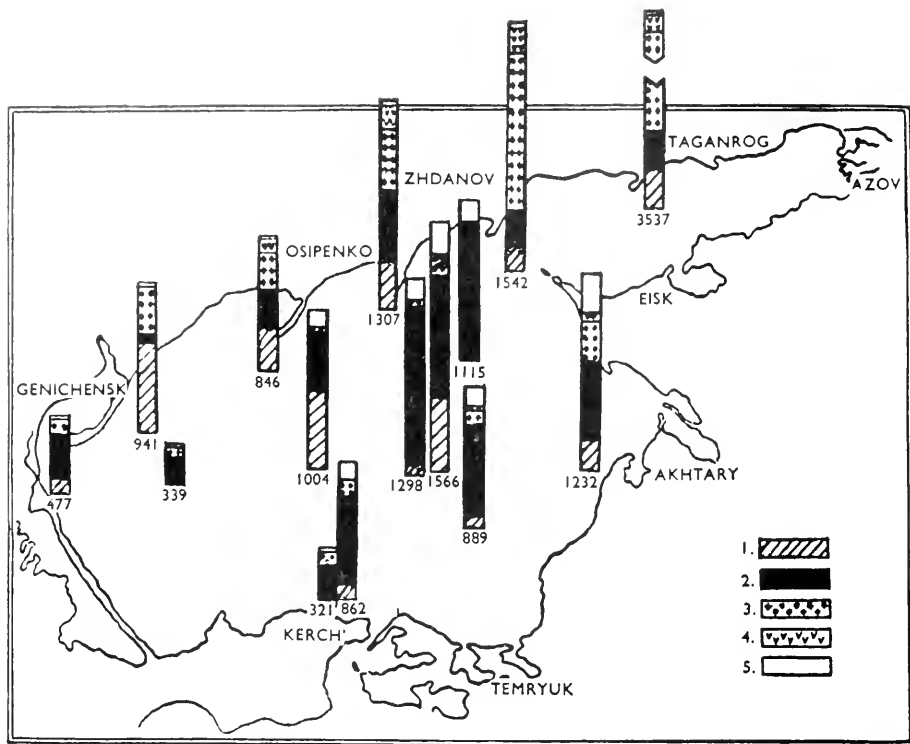 TAGANROG
ZHDANOV
AZOV
3537
OSIPENKO
1542
EISK
1307
846
1115
GENICHENSK
941
339
1004
1298
1566
1232
AKHTARY
477
889
321
862
KERCH'
TEMRYUK
1.
2.
3.
4.
5.